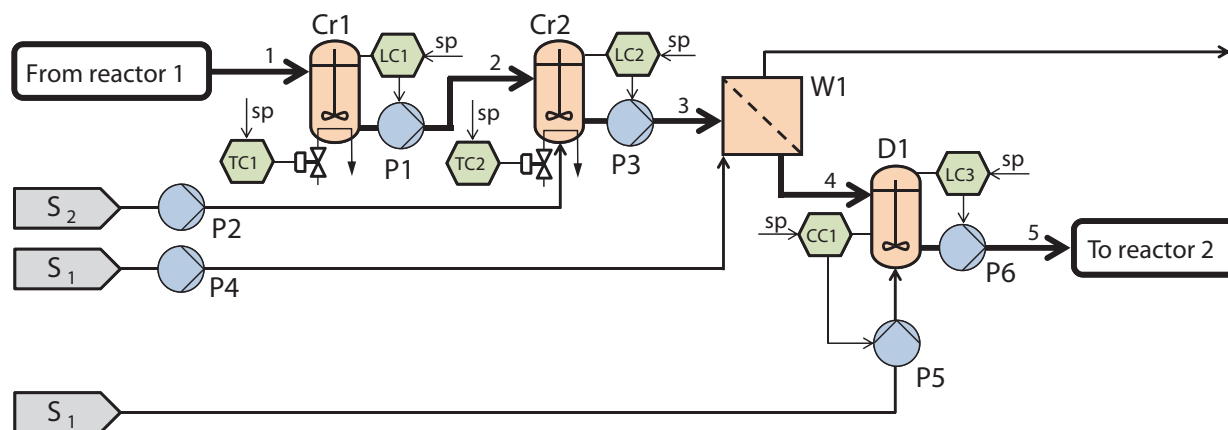 Cr1
Cr2
From reactor 1
1
LC1
sp
2
LC2
sp
3
W1
sp
TC1
P1
sp
TC2
P3
D1
S2
P2
4
LC3
sp
sp
CC1
5
To reactor 2
S1
P4
P6
P5
S1